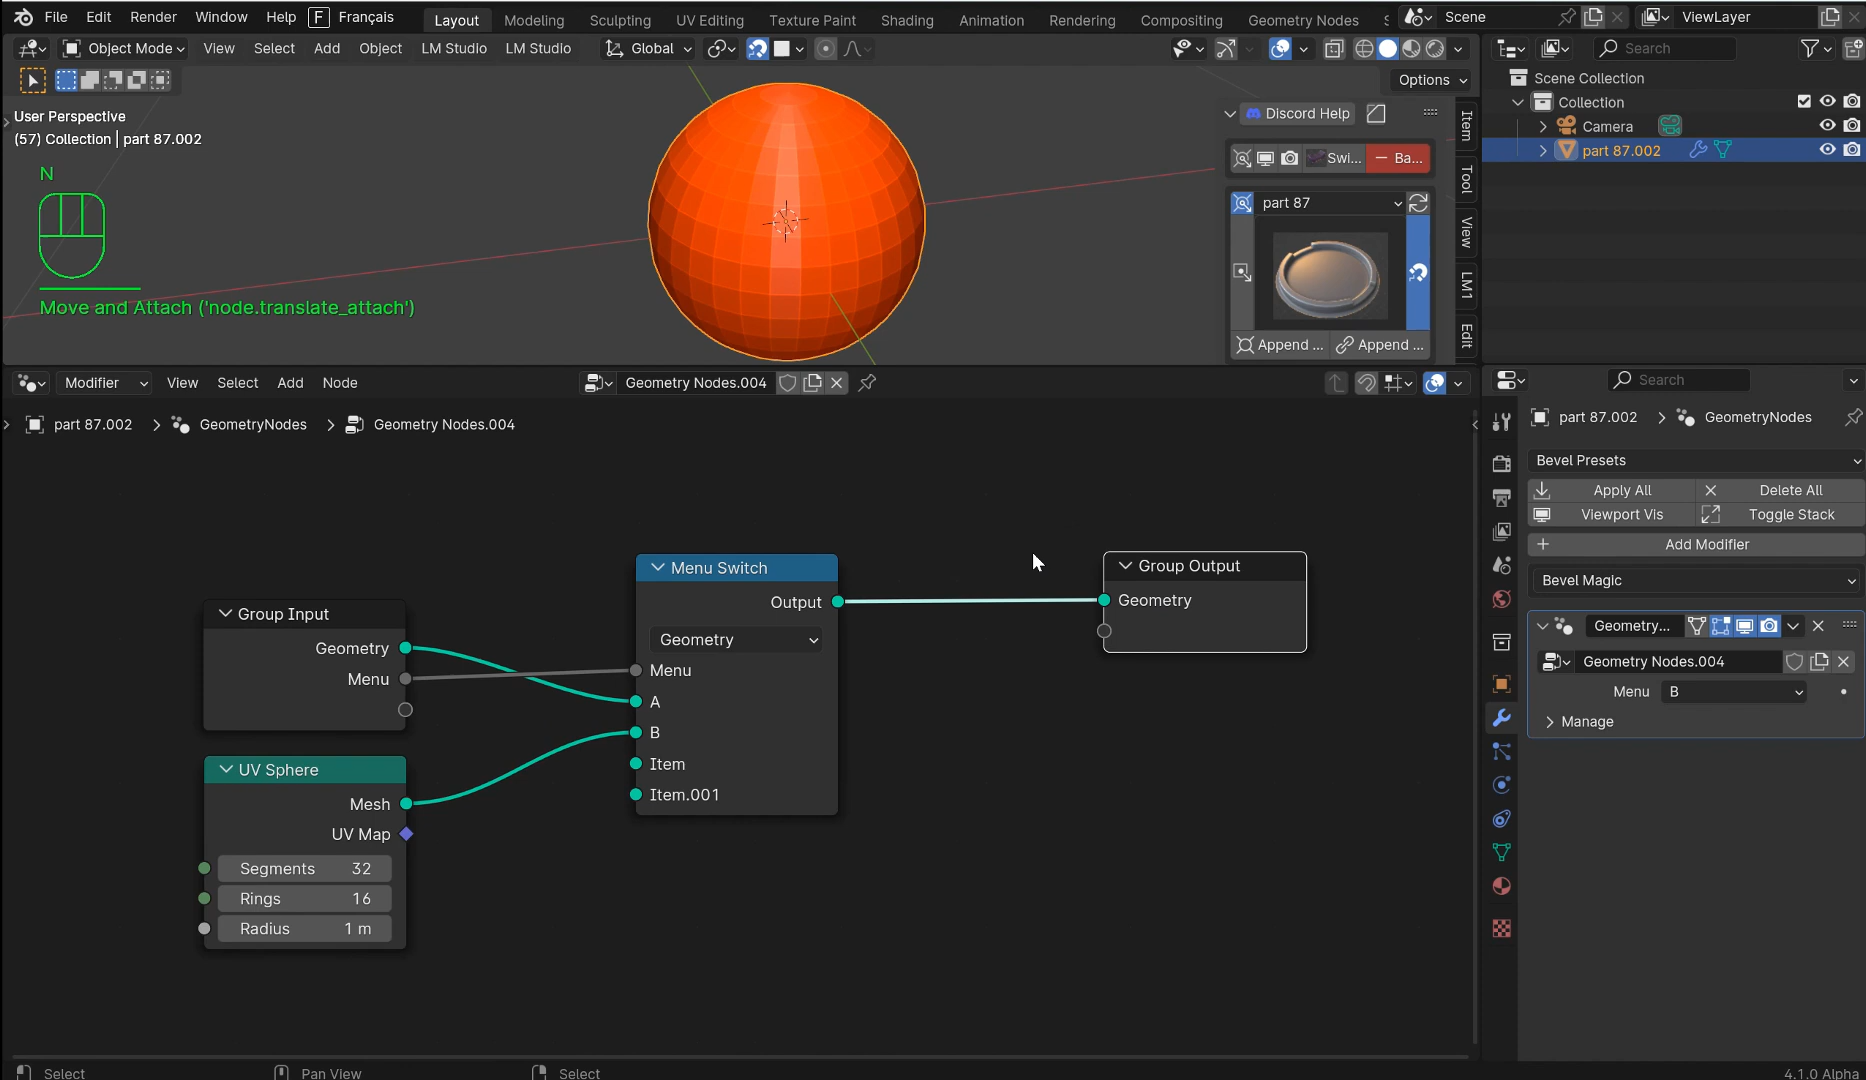 File Edit Render Window Help F Français Layout Modeling Sculpting UV Editing Texture Paint Shading Animation Rendering Compositing Geometry Nodes Scene ViewLayer
Object Mode View Select Add Object LM Studio LM Studio Global Search
Options
Scene Collection
Collection
Camera
part 87.002
User Perspective
(57) Collection | part 87.002
N
Move and Attach ('node.translate_attach')
Discord Help
Swi... Ba...
part 87
Append ... Append ...
Item
Tool
View
LM1
Edit
Modifier View Select Add Node Geometry Nodes.004
part 87.002 > GeometryNodes > Geometry Nodes.004
Group Input
Geometry
Menu
UV Sphere
Mesh
UV Map
Segments 32
Rings 16
Radius 1 m
Menu Switch
Output
Geometry
Menu
A
B
Item
Item.001
Group Output
Geometry
Search
part 87.002 > GeometryNodes
Bevel Presets
Apply All Delete All
Viewport Vis Toggle Stack
Add Modifier
Bevel Magic
Geometry...
Geometry Nodes.004
Menu B
Manage
Select Pan View Select 4.1.0 Alpha